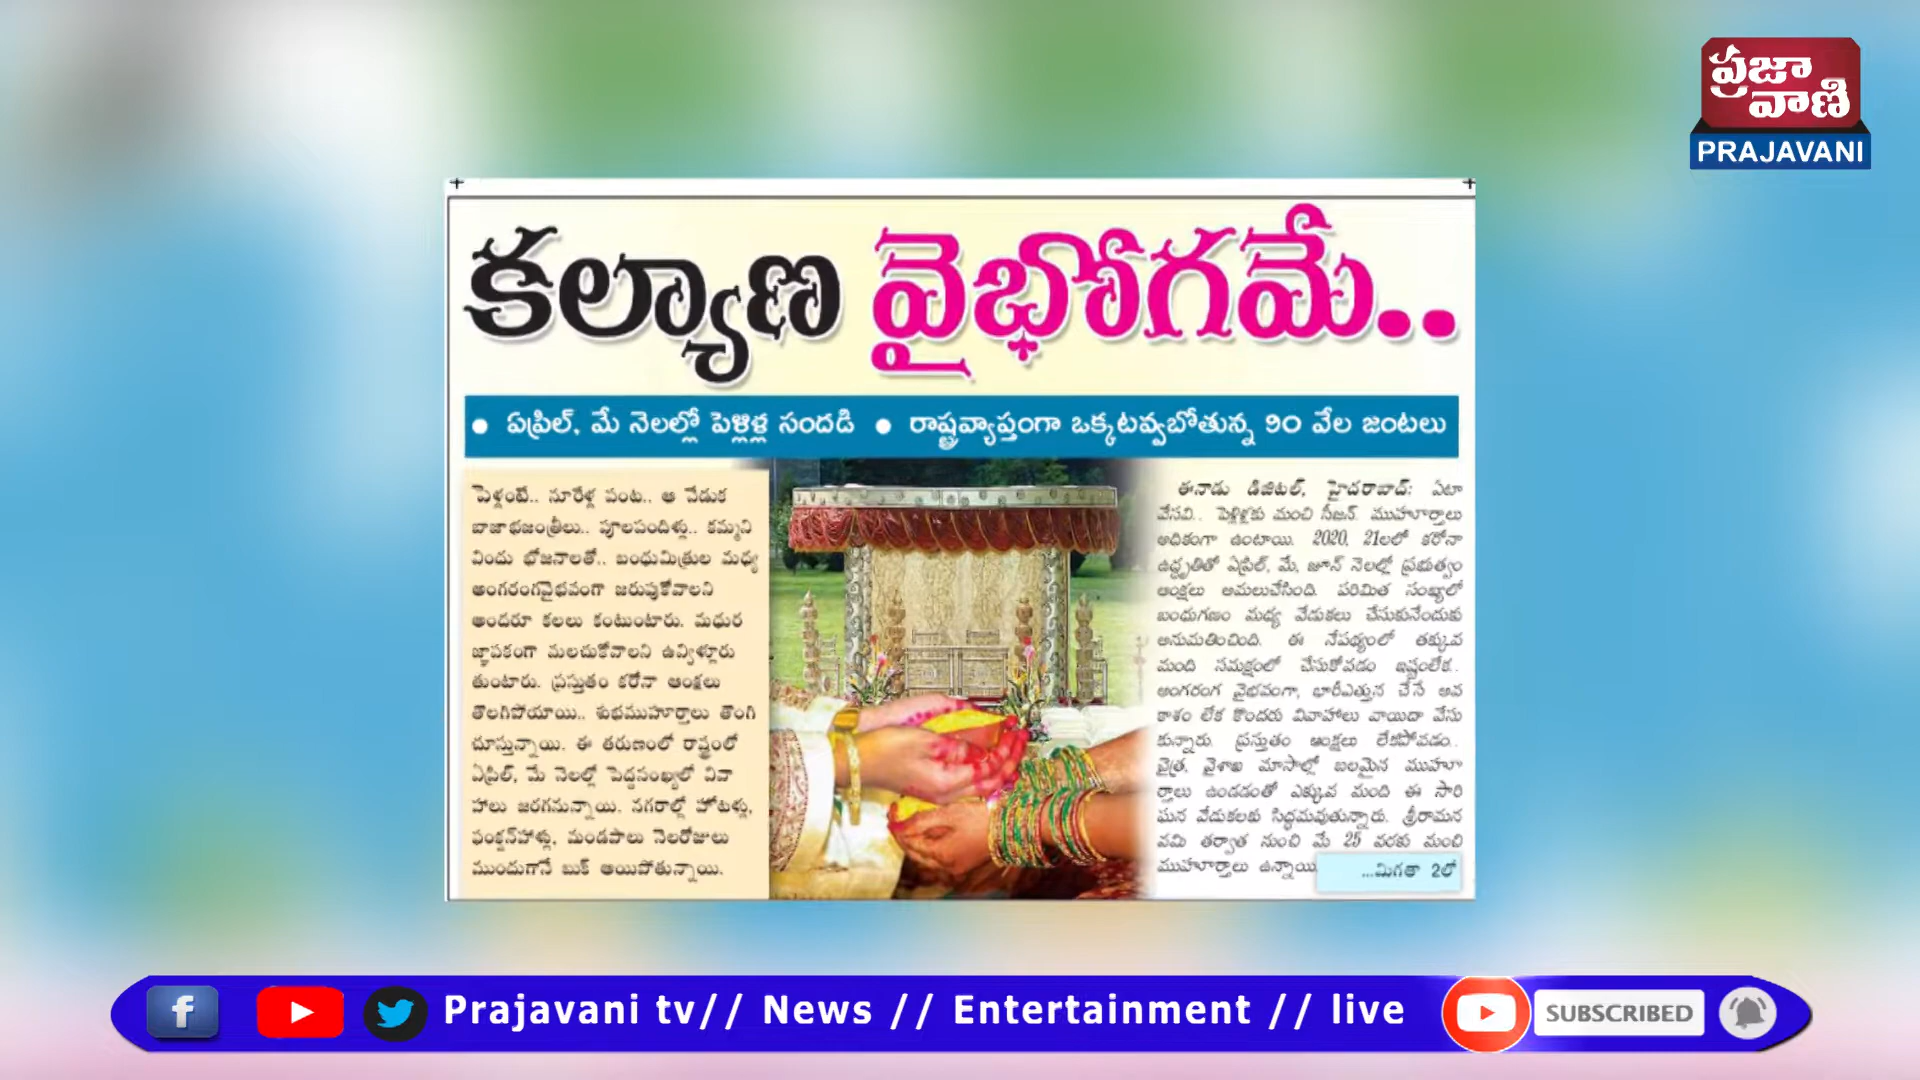 ప్రజా
వాణి
PRAJAVANI
కల్యాణ వైభోగమే..
• ఏప్రిల్, మే నెలల్లో పెళ్లిళ్ల సందడి • రాష్ట్రవ్యాప్తంగా ఒక్కటవ్వబోతున్న 90 వేల జంటలు
పెళ్లంటే.. నూరేళ్ల పంట.. ఆ వేడుక
బాజాభజంత్రీలు.. పూలపందిళ్లు.. కమ్మని
విందు భోజనాలతో.. బంధుమిత్రుల మధ్య
అంగరంగవైభవంగా జరుపుకోవాలని
అందరూ కలలు కంటుంటారు. మధుర
జ్ఞాపకంగా మలచుకోవాలని ఉవ్విళ్లూరు
తుంటారు. ప్రస్తుతం కరోనా ఆంక్షలు
తొలగిపోయాయి.. శుభముహూర్తాలు తొంగి
చూస్తున్నాయి. ఈ తరుణంలో రాష్ట్రంలో
ఏప్రిల్, మే నెలల్లో పెద్దసంఖ్యలో వివా
హాలు జరగనున్నాయి. నగరాల్లో హోటళ్లు,
ఫంక్షన్‌హాళ్లు, మండపాలు నెలరోజులు
ముందుగానే బుక్ అయిపోతున్నాయి.
ఈనాడు డిజిటల్, హైదరాబాద్: ఏటా
వేసవి.. పెళ్లిళ్లకు మంచి సీజన్. ముహూర్తాలు
అధికంగా ఉంటాయి. 2020, 21లలో కరోనా
ఉద్ధృతితో ఏప్రిల్, మే, జూన్ నెలల్లో ప్రభుత్వం
ఆంక్షలు అమలుచేసింది. పరిమిత సంఖ్యలో
బంధుగణం మధ్య వేడుకలు చేసుకునేందుకు
అనుమతించింది. ఈ నేపథ్యంలో తక్కువ
మంది సమక్షంలో చేసుకోవడం ఇష్టంలేక..
అంగరంగ వైభవంగా, భారీఎత్తున చేసే అవ
కాశం లేక కొందరు వివాహాలు వాయిదా వేసు
కున్నారు. ప్రస్తుతం ఆంక్షలు లేకపోవడం..
చైత్ర, వైశాఖ మాసాల్లో బలమైన ముహూ
ర్తాలు ఉండడంతో ఎక్కువ మంది ఈ సారి
ఘన వేడుకలకు సిద్ధమవుతున్నారు. శ్రీరామన
వమి తర్వాత నుంచి మే 25 వరకు మంచి
ముహూర్తాలు ఉన్నాయి.
...మిగతా 2లో
Prajavani tv// News // Entertainment // live
SUBSCRIBED